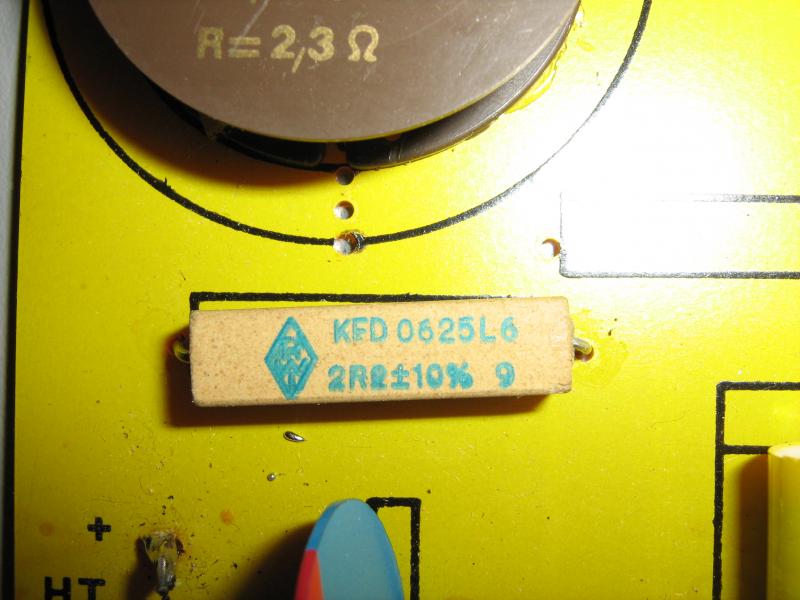 R=2,3 Ω
KFD 0625L6
2R2±10% 9
+
HT